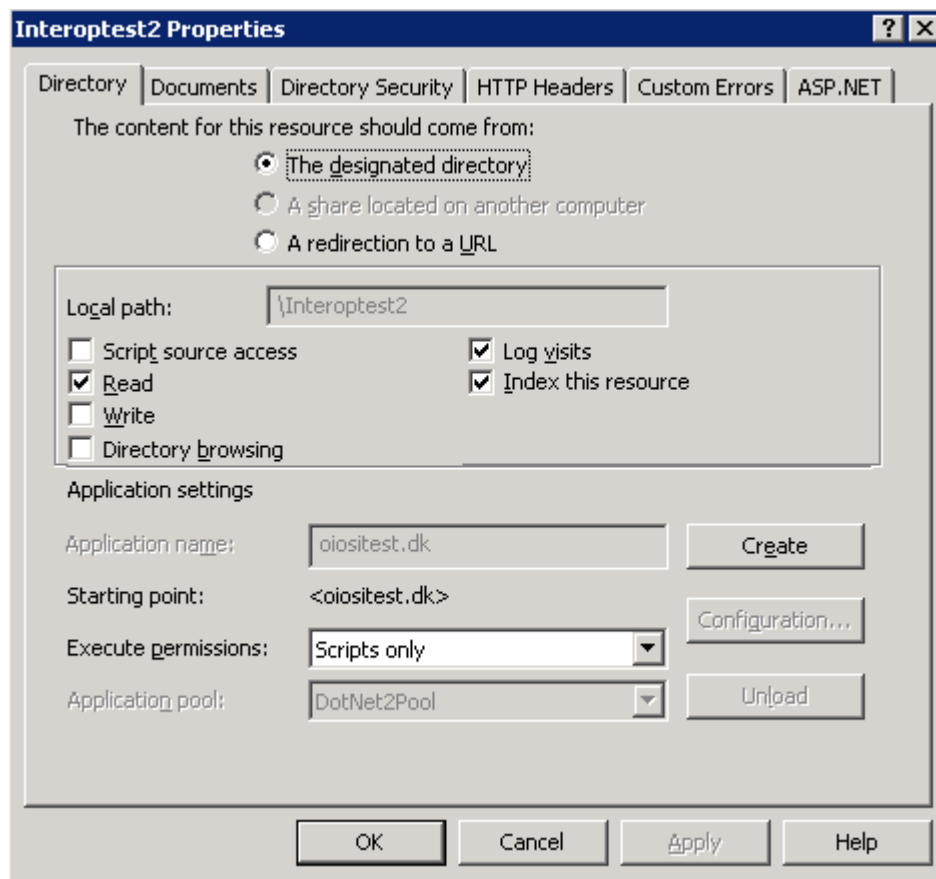 Interoptest2 Properties
Directory Documents Directory Security HTTP Headers Custom Errors ASP.NET
The content for this resource should come from:
The designated directory
A share located on another computer
A redirection to a URL
Local path: \Interoptest2
Script source access Log visits
Read Index this resource
Write
Directory browsing
Application settings
Application name: oiositest.dk Create
Starting point: <oiositest.dk>
Configuration...
Execute permissions: Scripts only
Application pool: DotNet2Pool Unload
OK Cancel Apply Help